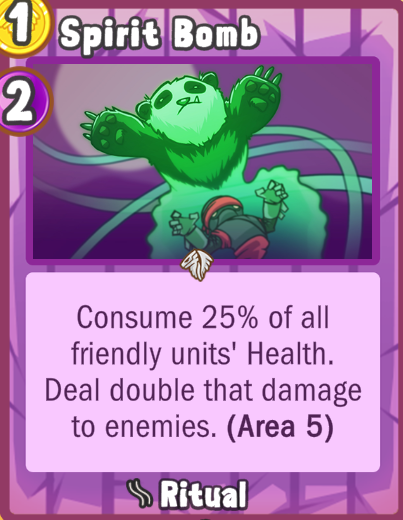 1
Spirit Bomb
2
Consume 25% of all
friendly units' Health.
Deal double that damage
to enemies. (Area 5)
Ritual